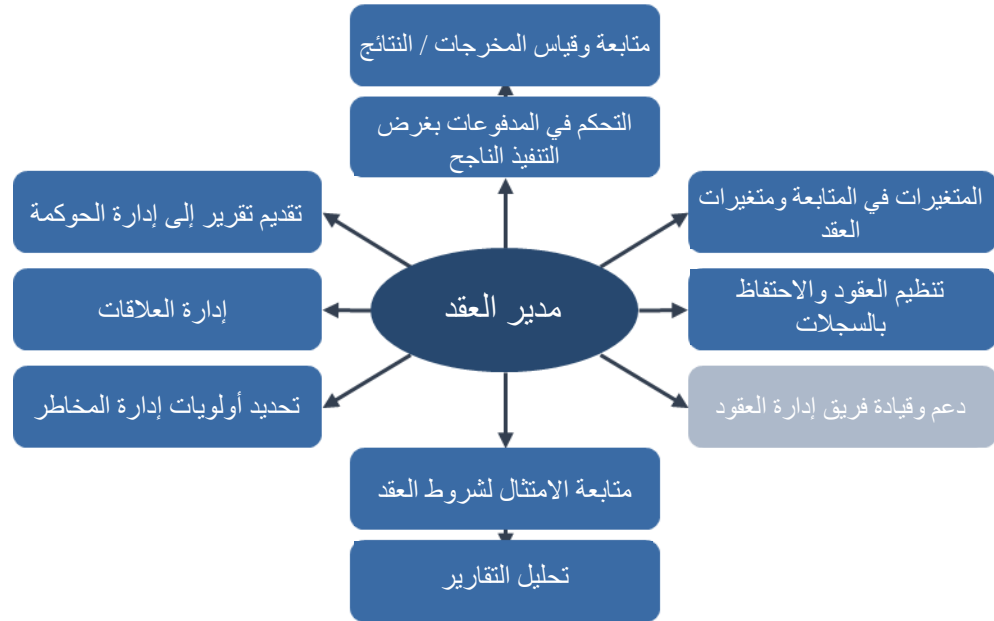 متابعة وقياس المخرجات / النتائج
التحكم في المدفوعات بغرض
التنفيذ الناجح
المتغيرات في المتابعة ومتغيرات
العقد
تقديم تقرير إلى إدارة الحوكمة
تنظيم العقود والاحتفاظ
بالسجلات
مدير العقد
إدارة العلاقات
دعم وقيادة فريق إدارة العقود
تحديد أولويات إدارة المخاطر
متابعة الامتثال لشروط العقد
تحليل التقارير